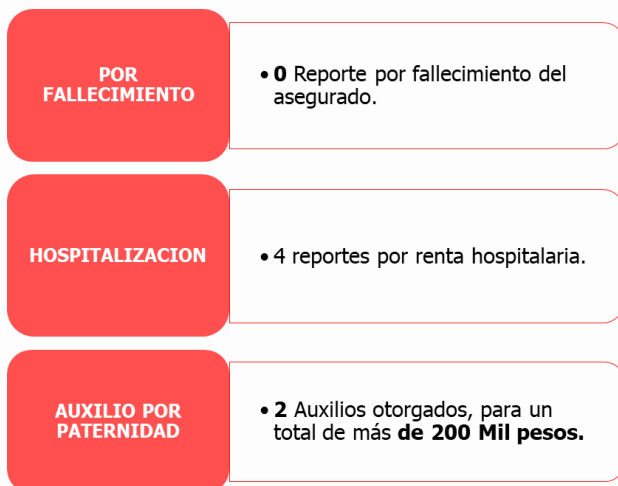 POR
FALLECIMIENTO
• 0 Reporte por fallecimiento del
asegurado.
HOSPITALIZACION
• 4 reportes por renta hospitalaria.
AUXILIO POR
PATERNIDAD
• 2 Auxilios otorgados, para un
total de más de 200 Mil pesos.